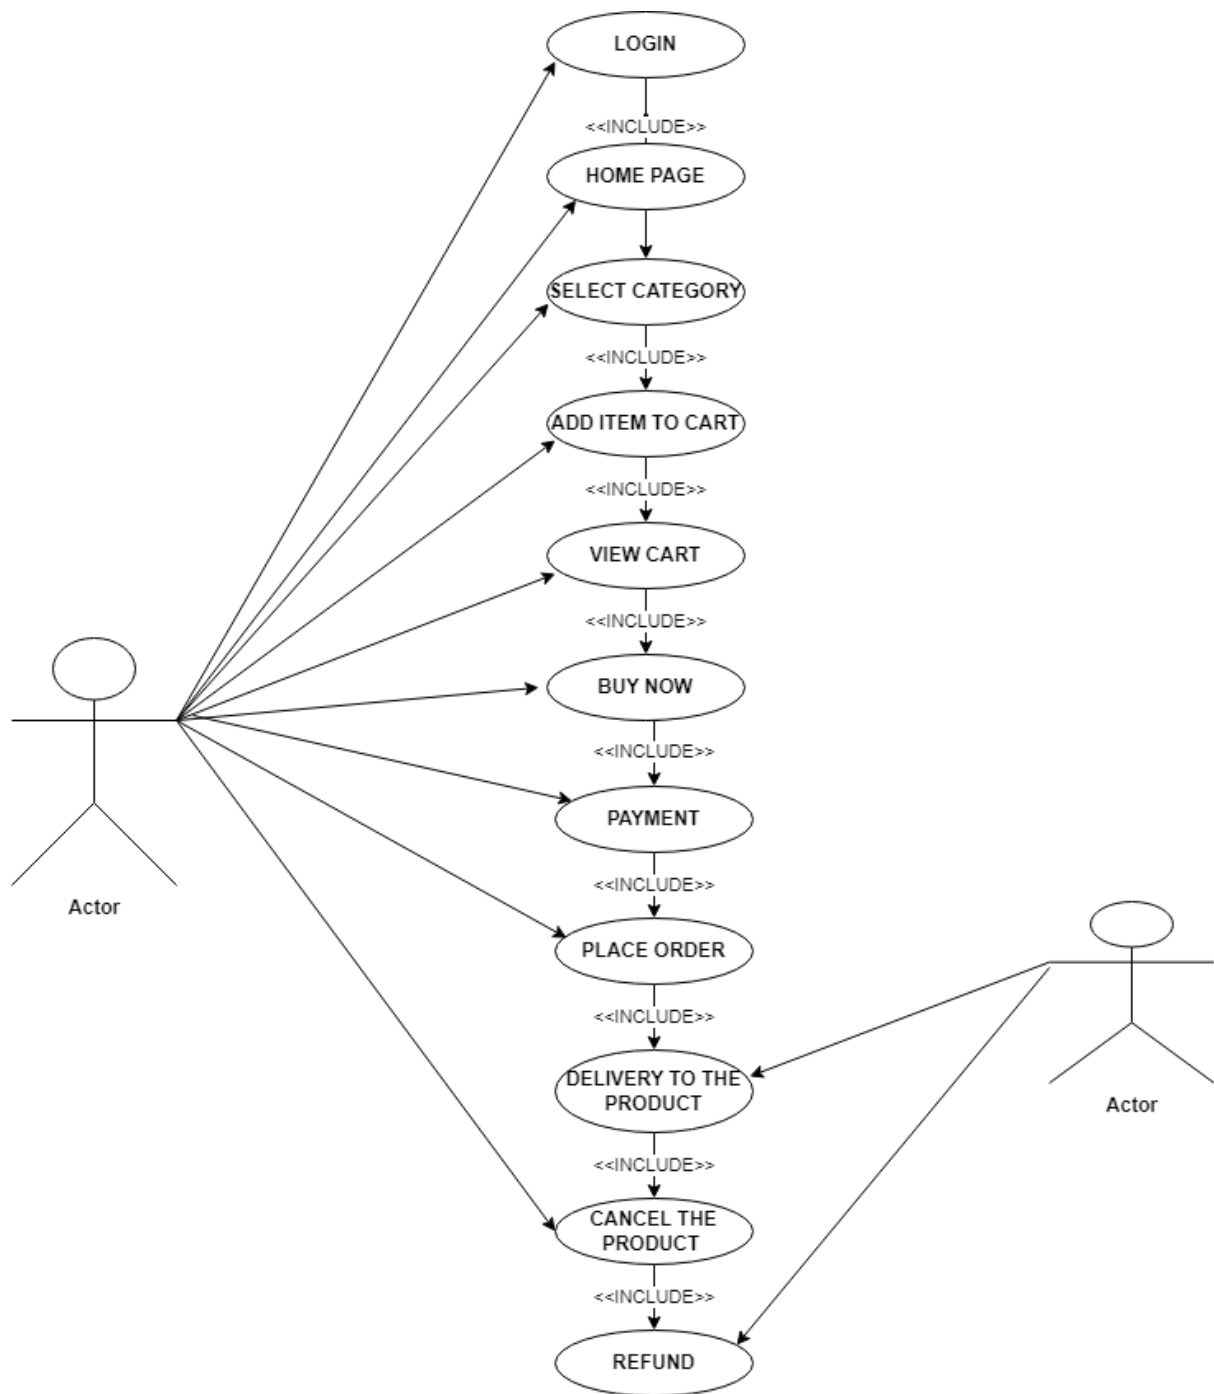 LOGIN
<<INCLUDE>>
HOME PAGE
SELECT CATEGORY
<<INCLUDE>>
ADD ITEM TO CART
<<INCLUDE>>
VIEW CART
<<INCLUDE>>
BUY NOW
<<INCLUDE>>
PAYMENT
<<INCLUDE>>
Actor
PLACE ORDER
<<INCLUDE>>
DELIVERY TO THE
PRODUCT
Actor
<<INCLUDE>>
CANCEL THE
PRODUCT
<<INCLUDE>>
REFUND